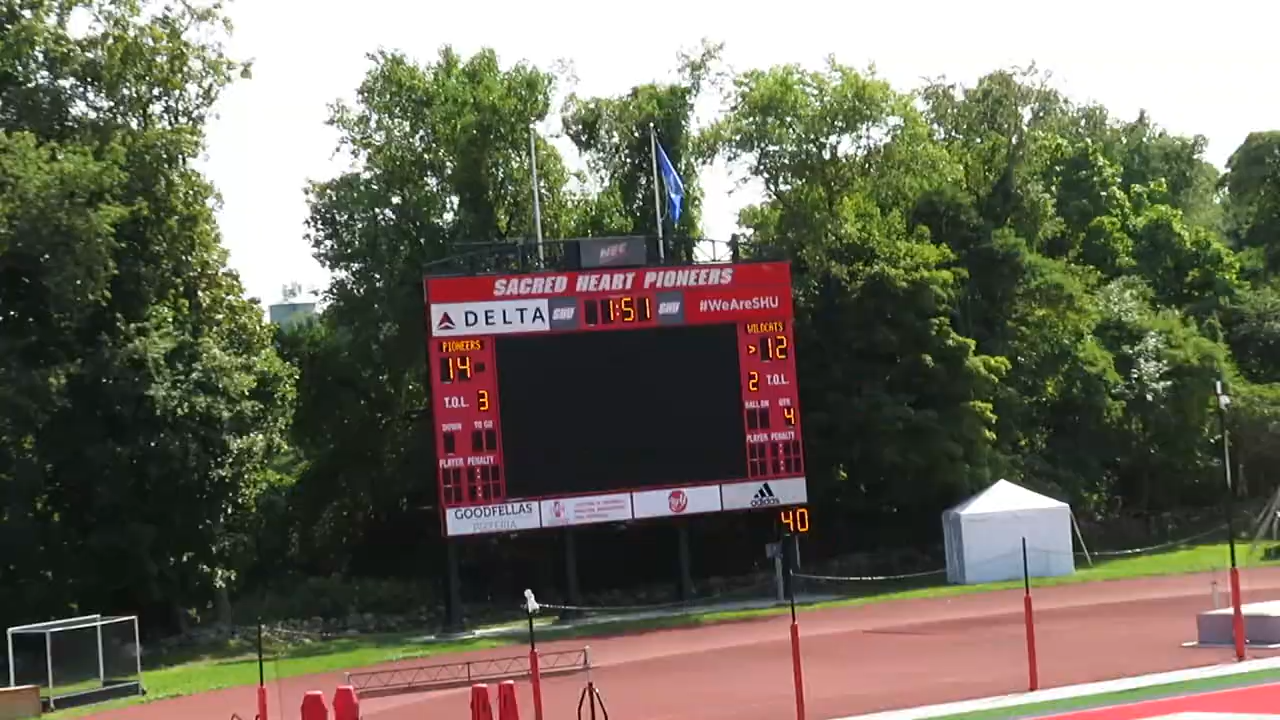 NEC
SACRED HEART PIONEERS
DELTA SHU 1:51 SHU #WeAreSHU
PIONEERS
14
T.O.L. 3
DOWN TO GO
PLAYER PENALTY
WILDCATS
> 12
2 T.O.L.
BALL ON QTR
4
PLAYER PENALTY
GOODFELLAS
PIZZERIA
adidas
40